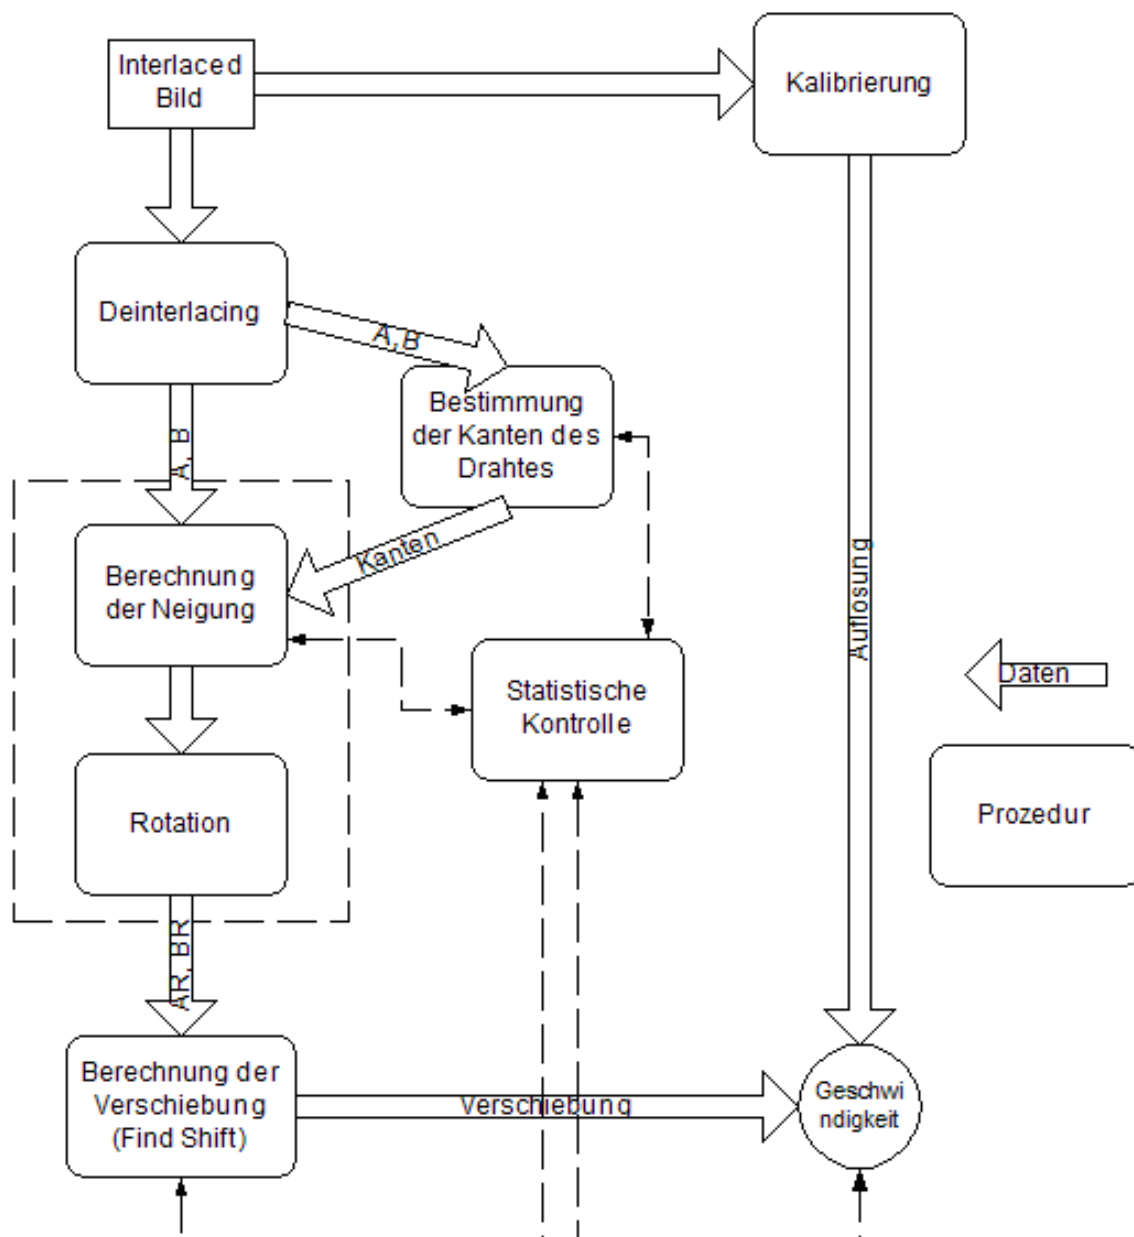 Interlaced
Bild
Kalibrierung
Deinterlacing
A, B
Bestimmung
der Kanten des
Drahtes
A, B
Kanten
Berechnung
der Neigung
Auflösung
Statistische
Kontrolle
Daten
Rotation
Prozedur
AR, BR
Berechnung der
Verschiebung
(Find Shift)
Verschiebung
Geschwi
ndigkeit